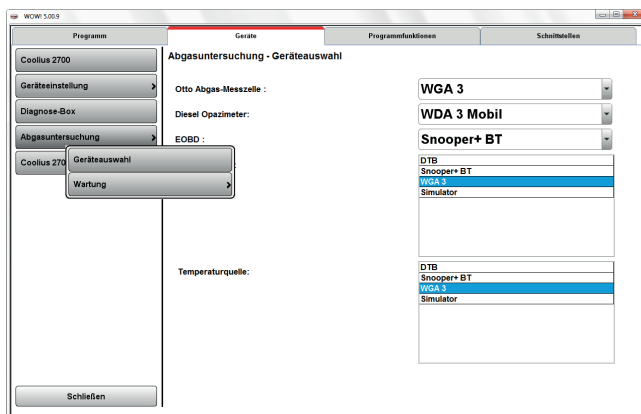 WOW! 5.00.9
Programm
Geräte
Programmfunktionen
Schnittstellen
Coolius 2700
Geräteeinstellung
Diagnose-Box
Abgasuntersuchung
Coolius 270
Geräteauswahl
Wartung
Schließen
Abgasuntersuchung - Geräteauswahl
Otto Abgas-Messzelle :
WGA 3
Diesel Opazimeter:
WDA 3 Mobil
EOBD :
Snooper+ BT
:
DTB
Snooper+ BT
WGA 3
Simulator
Temperaturquelle:
DTB
Snooper+ BT
WGA 3
Simulator